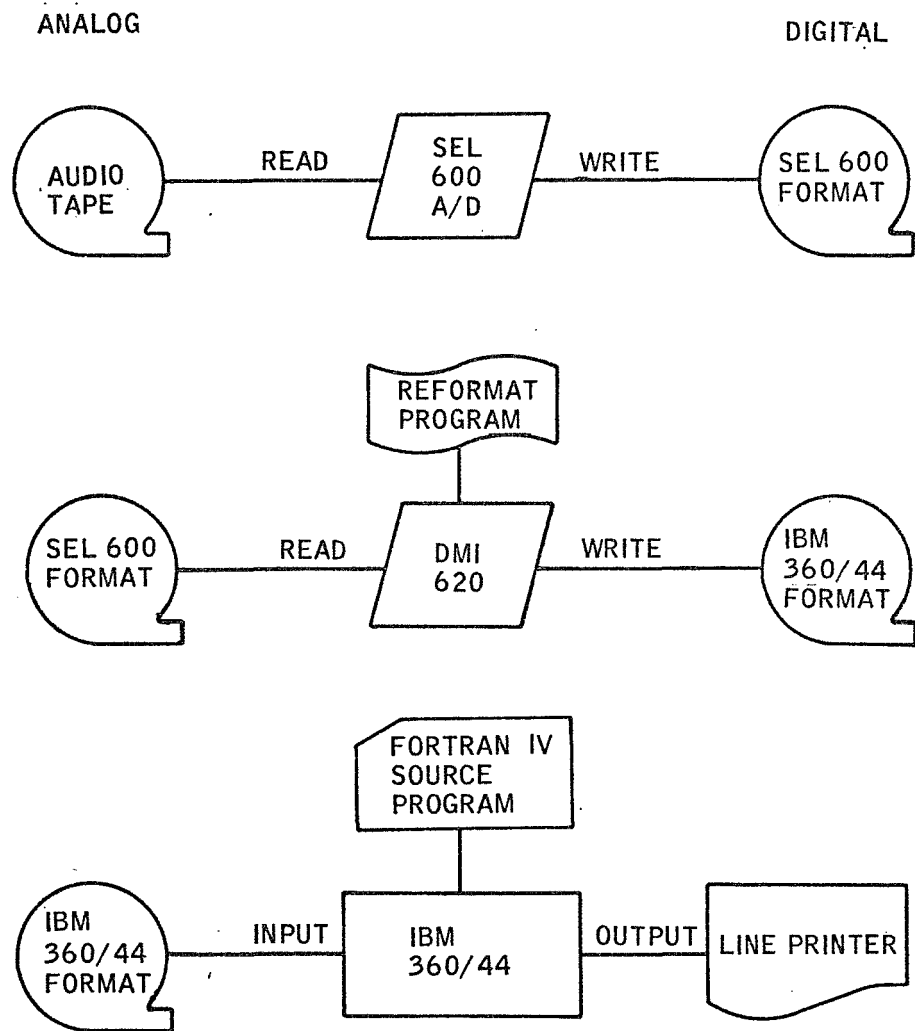 ANALOG
DIGITAL
AUDIO
TAPE
READ
SEL
600
A/D
WRITE
SEL 600
FORMAT
REFORMAT
PROGRAM
SEL 600
FORMAT
READ
DMI
620
WRITE
IBM
360/44
FORMAT
FORTRAN IV
SOURCE
PROGRAM
IBM
360/44
FORMAT
INPUT
IBM
360/44
OUTPUT
LINE PRINTER